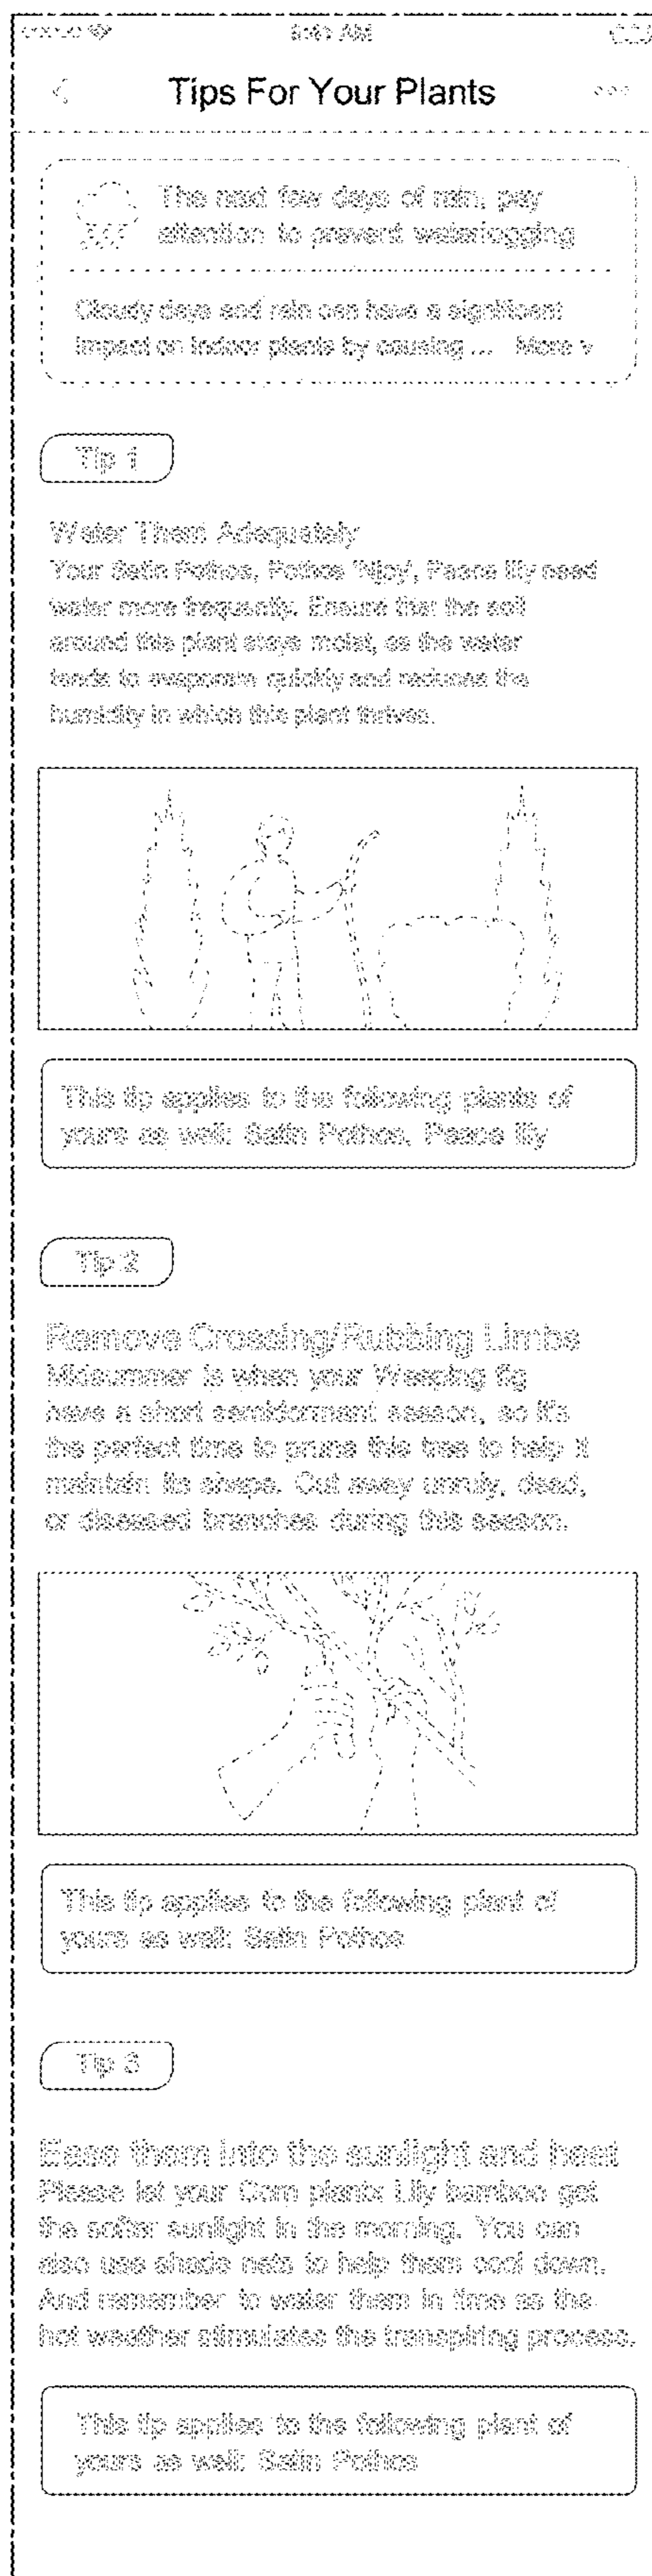 9:41 AM
Tips For Your Plants
The next few days of rain, pay
attention to prevent waterlogging
Cloudy days and rain can have a significant
impact on indoor plants by causing ... More v
Tip 1
Water Them Adequately
Your Satin Pothos, Pothos 'Njoy', Peace lily need
water more frequently. Ensure that the soil
around this plant stays moist, as the water
tends to evaporate quickly and reduces the
humidity in which this plant thrives.
This tip applies to the following plants of
yours as well: Satin Pothos, Peace lily
Tip 2
Remove Crossing/Rubbing Limbs
Midsummer is when your Weeping fig
have a short semidormant season, so it's
the perfect time to prune this tree to help it
maintain its shape. Cut away unruly, dead,
or diseased branches during this season.
This tip applies to the following plant of
yours as well: Satin Pothos
Tip 3
Ease them into the sunlight and heat
Please let your Corn plants Lily bamboo get
the softer sunlight in the morning. You can
also use shade nets to help them cool down.
And remember to water them in time as the
hot weather stimulates the transpiring process.
This tip applies to the following plant of
yours as well: Satin Pothos